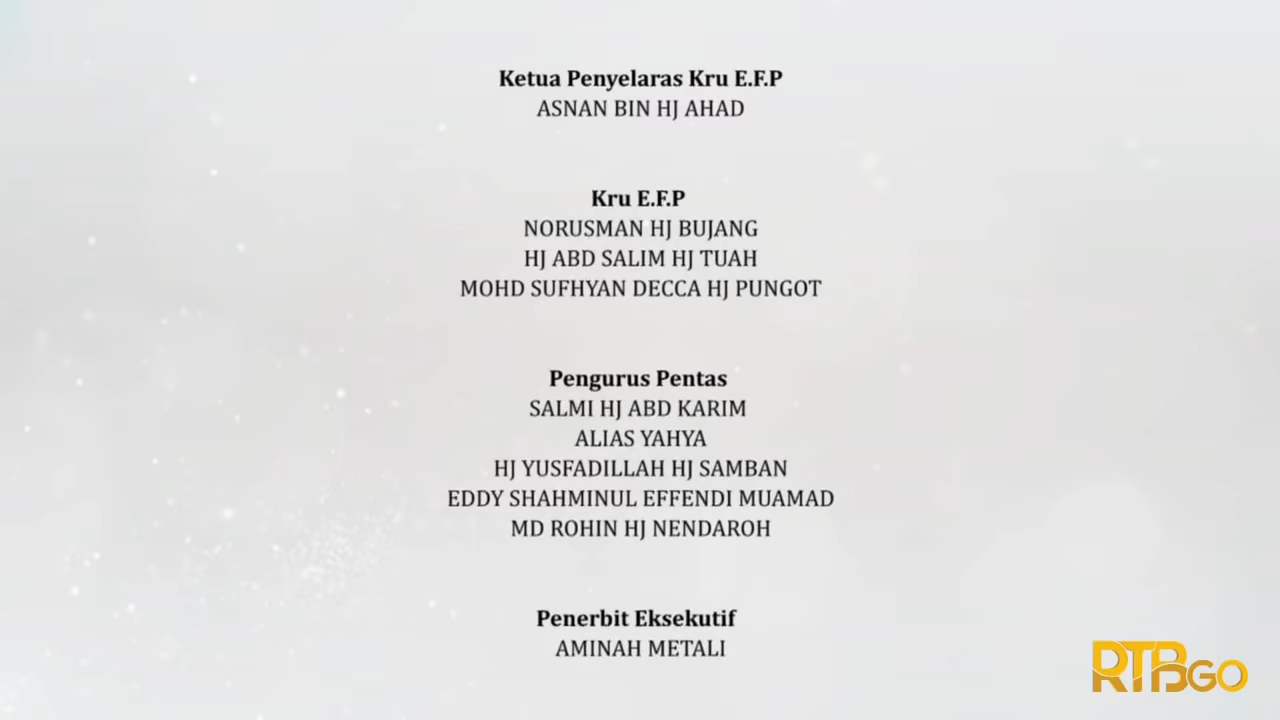 Ketua Penyelaras Kru E.F.P
ASNAN BIN HJ AHAD
Kru E.F.P
NORUSMAN HJ BUJANG
HJ ABD SALIM HJ TUAH
MOHD SUFHYAN DECCA HJ PUNGOT
Pengurus Pentas
SALMI HJ ABD KARIM
ALIAS YAHYA
HJ YUSFADILLAH HJ SAMBAN
EDDY SHAHMINUL EFFENDI MUAMAD
MD ROHIN HJ NENDAROH
Penerbit Eksekutif
AMINAH METALI
RTBGO